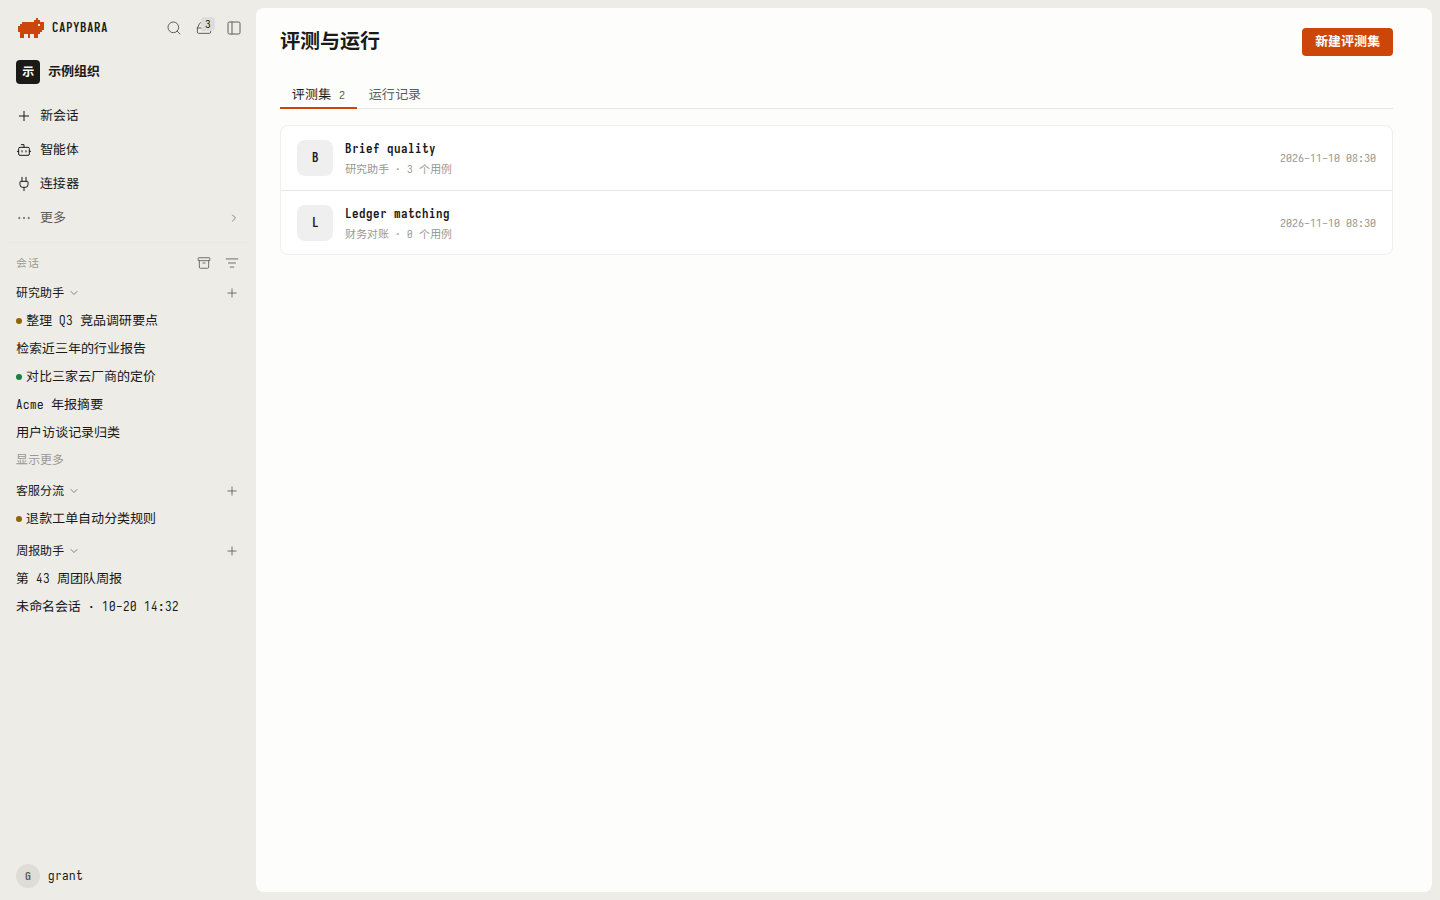 CAPYBARA
3
示 示例组织
新会话
智能体
连接器
更多
会话
研究助手
整理 Q3 竞品调研要点
检索近三年的行业报告
对比三家云厂商的定价
Acme 年报摘要
用户访谈记录归类
显示更多
客服分流
退款工单自动分类规则
周报助手
第 43 周团队周报
未命名会话 · 10-20 14:32
G grant
评测与运行
新建评测集
评测集 2 运行记录
B
Brief quality
研究助手 · 3 个用例
2026-11-10 08:30
L
Ledger matching
财务对账 · 0 个用例
2026-11-10 08:30